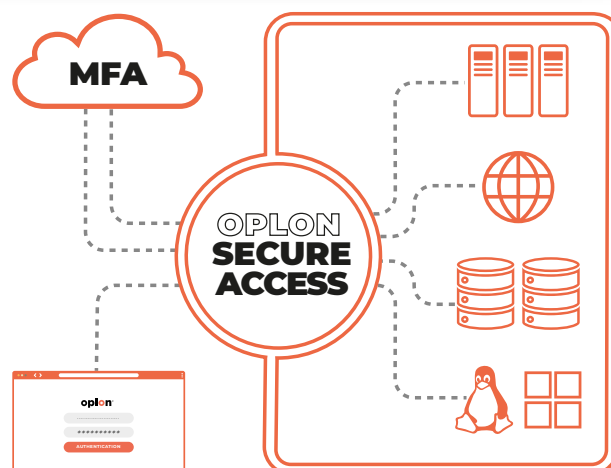 MFA
OPLON
SECURE
ACCESS
oplon
**********
AUTHENTICATION